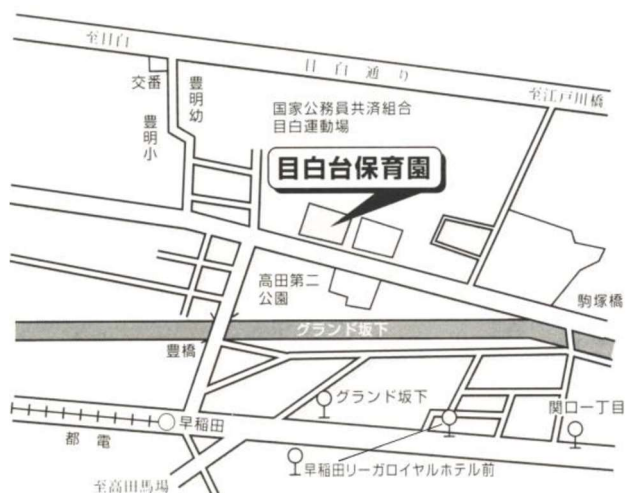 至目白
目白通り
至江戸川橋
交番
豊明幼
豊明小
国家公務員共済組合
目白運動場
目白台保育園
高田第二
公園
駒塚橋
グランド坂下
豊橋
グランド坂下
関口一丁目
早稲田
都電
早稲田リーガロイヤルホテル前
至高田馬場